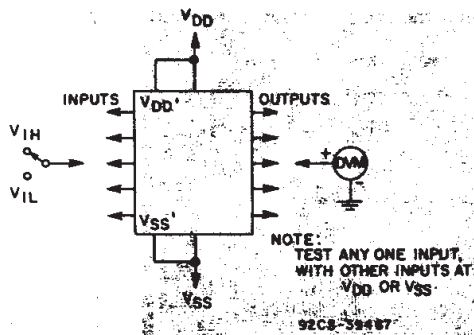 VDD
INPUTS
VDD'
OUTPUTS
VIH
+
DVM
VIL
VSS'
NOTE:
TEST ANY ONE INPUT,
WITH OTHER INPUTS AT
VDD OR VSS
VSS
92CS-39467